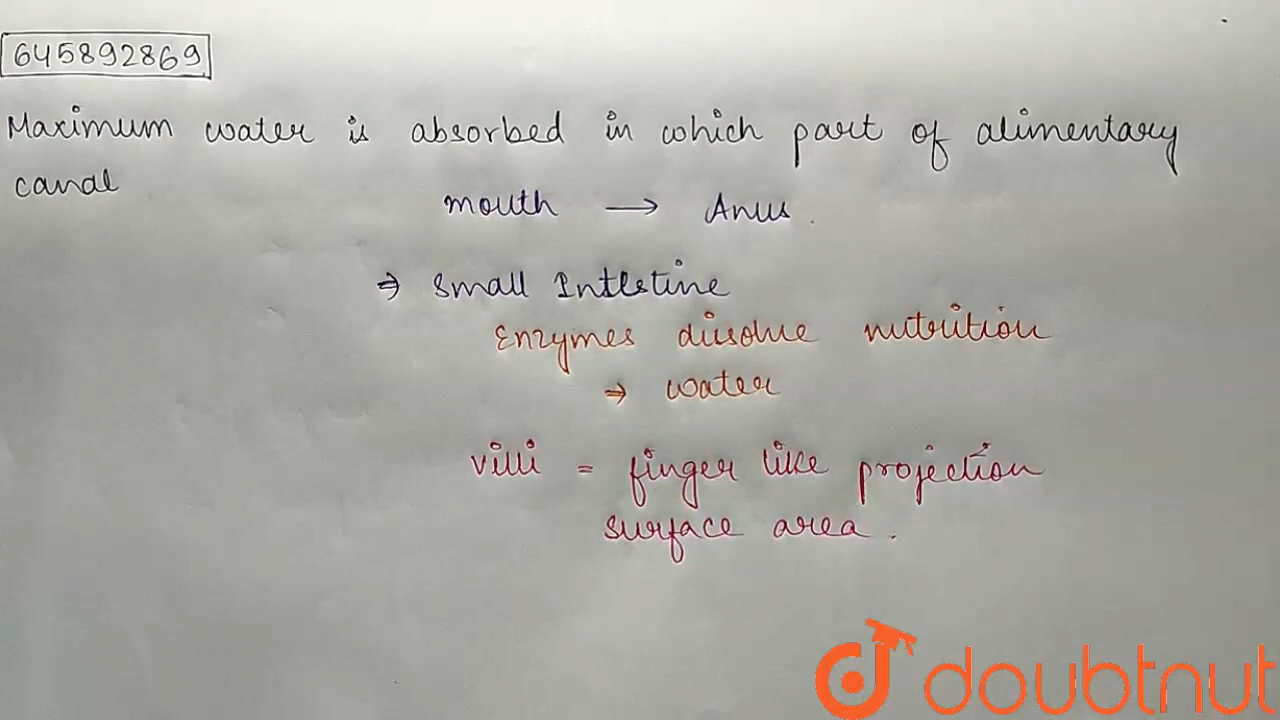 645892869
Maximum water is absorbed in which part of alimentary
canal
mouth → Anus.
⇒ Small Intestine
Enzymes dissolve nutrition
⇒ water
villi = finger like projection
surface area.
doubtnut